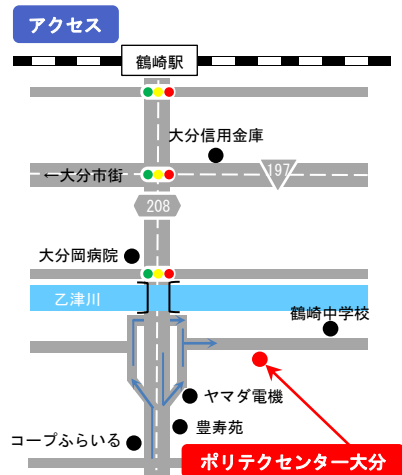 アクセス
鶴崎駅
大分信用金庫
←大分市街
197
208
大分岡病院
乙津川
鶴崎中学校
ヤマダ電機
豊寿苑
コープふらいる
ポリテクセンター大分